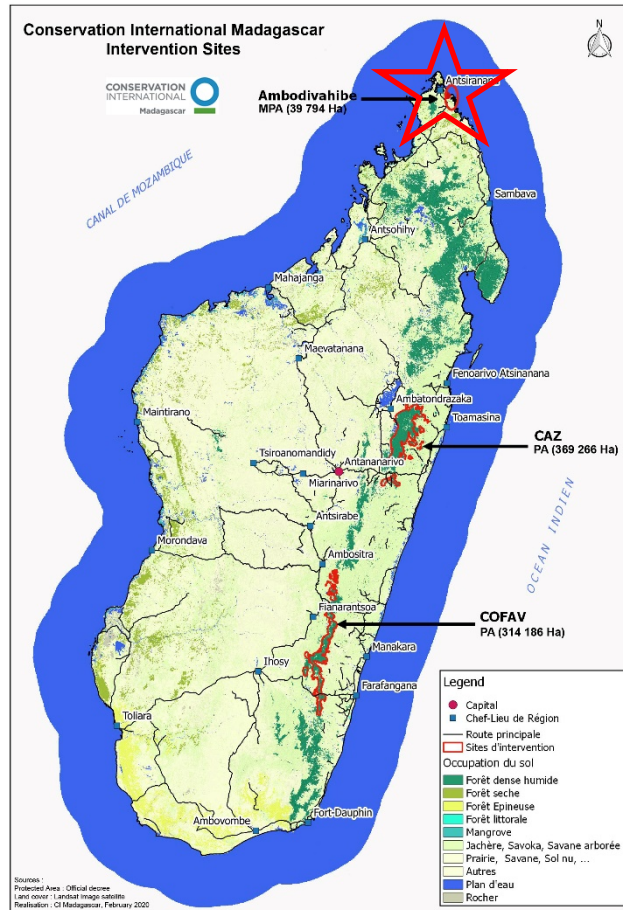 Conservation International Madagascar
Intervention Sites
N
CONSERVATION
INTERNATIONAL
Madagascar
Antsiranana
Ambodivahibe
MPA (39 794 Ha)
CANAL DE MOZAMBIQUE
Sambava
Antsohihy
Mahajanga
Maevatanana
Fenoarivo Atsinanana
Ambatondrazaka
Maintirano
Toamasina
CAZ
PA (369 266 Ha)
Tsiroanomandidy
Antananarivo
Miarinarivo
Antsirabe
OCEAN INDIEN
Morondava
Ambositra
COFAV
PA (314 186 Ha)
Fianarantsoa
Manakara
Ihosy
Farafangana
Toliara
Fort-Dauphin
Ambovombe
Legend
Capital
Chef-Lieu de Région
Route principale
Sites d'intervention
Occupation du sol
Forêt dense humide
Forêt seche
Forêt Epineuse
Forêt littorale
Mangrove
Jachère, Savoka, Savane arborée
Prairie, Savane, Sol nu, ...
Autres
Plan d'eau
Rocher
Sources :
Protected Area : Official decree
Land cover : Landsat image satellite
Realisation : CI Madagascar, February 2020